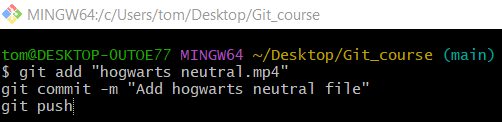 MINGW64:/c/Users/tom/Desktop/Git_course
tom@DESKTOP-OUTOE77 MINGW64 ~/Desktop/Git_course (main)
$ git add "hogwarts neutral.mp4"
git commit -m "Add hogwarts neutral file"
git push